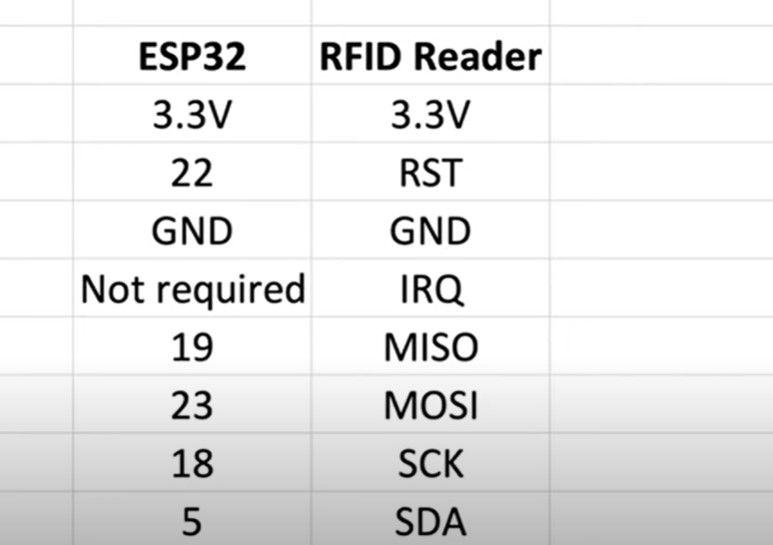 ESP32 RFID Reader
3.3V 3.3V
22 RST
GND GND
Not required IRQ
19 MISO
23 MOSI
18 SCK
5 SDA